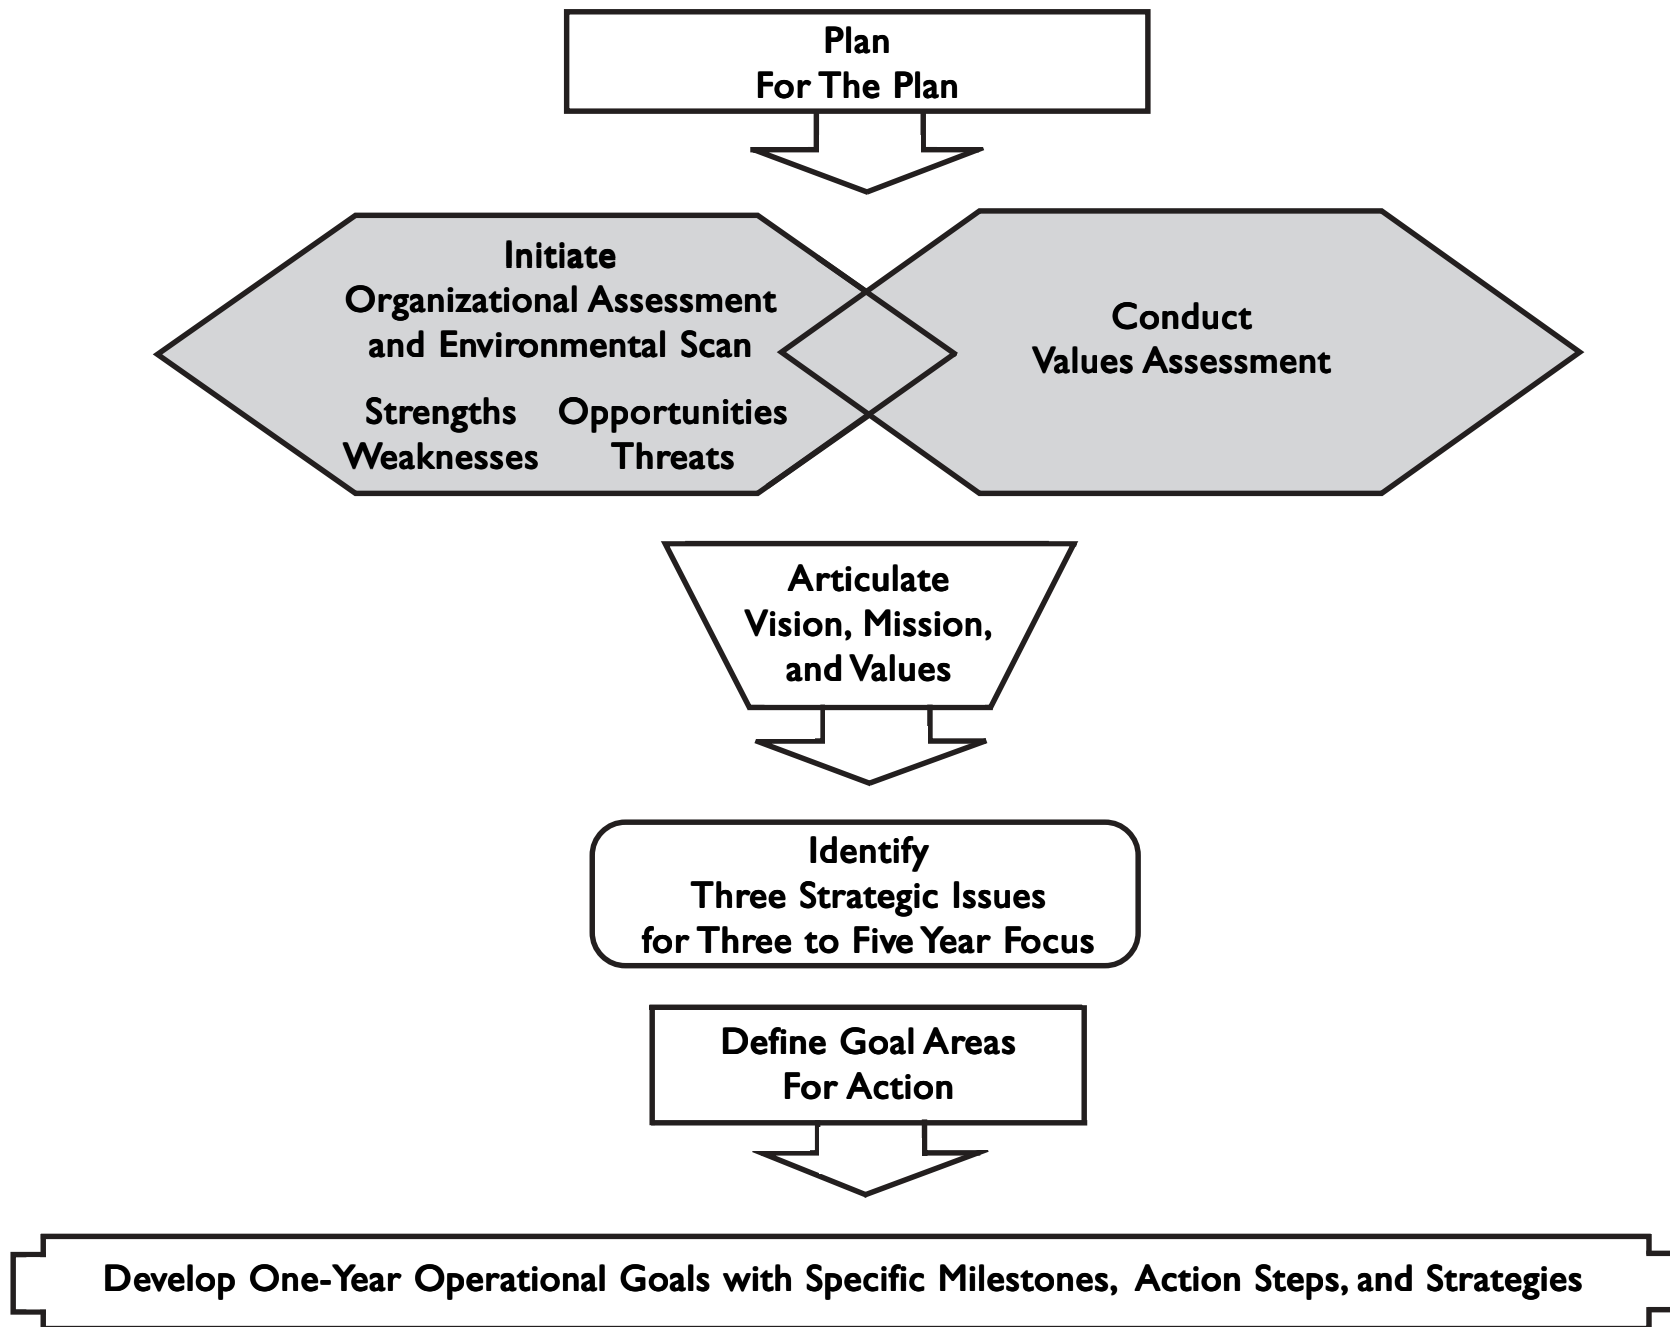 Plan
For The Plan
Initiate
Organizational Assessment
and Environmental Scan
Strengths Opportunities
Weaknesses Threats
Conduct
Values Assessment
Articulate
Vision, Mission,
and Values
Identify
Three Strategic Issues
for Three to Five Year Focus
Define Goal Areas
For Action
Develop One-Year Operational Goals with Specific Milestones, Action Steps, and Strategies